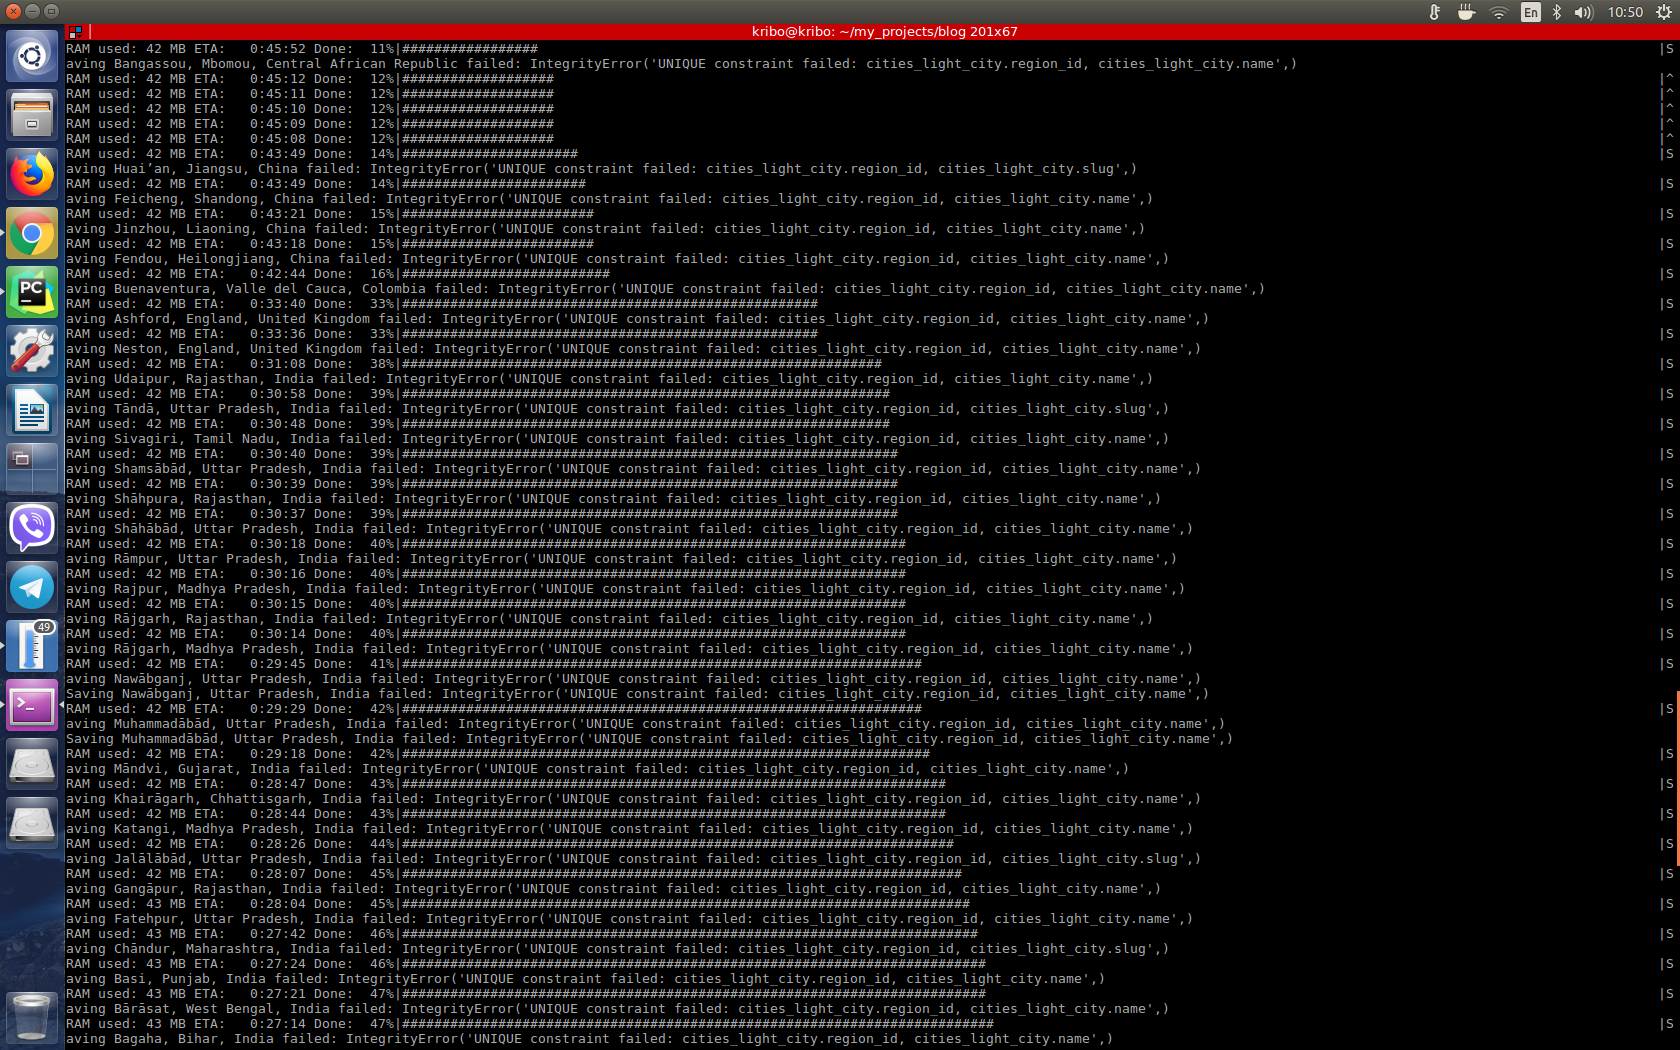 En 10:50
kribo@kribo: ~/my_projects/blog 201x67
RAM used: 42 MB ETA:   0:45:52 Done:  11%|################# |S
aving Bangassou, Mbomou, Central African Republic failed: IntegrityError('UNIQUE constraint failed: cities_light_city.region_id, cities_light_city.name',)
RAM used: 42 MB ETA:   0:45:12 Done:  12%|################### |^
RAM used: 42 MB ETA:   0:45:11 Done:  12%|################### |^
RAM used: 42 MB ETA:   0:45:10 Done:  12%|################### |^
RAM used: 42 MB ETA:   0:45:09 Done:  12%|################### |^
RAM used: 42 MB ETA:   0:45:08 Done:  12%|################### |^
RAM used: 42 MB ETA:   0:43:49 Done:  14%|###################### |S
aving Huai’an, Jiangsu, China failed: IntegrityError('UNIQUE constraint failed: cities_light_city.region_id, cities_light_city.slug',)
RAM used: 42 MB ETA:   0:43:49 Done:  14%|####################### |S
aving Feicheng, Shandong, China failed: IntegrityError('UNIQUE constraint failed: cities_light_city.region_id, cities_light_city.name',)
RAM used: 42 MB ETA:   0:43:21 Done:  15%|######################## |S
aving Jinzhou, Liaoning, China failed: IntegrityError('UNIQUE constraint failed: cities_light_city.region_id, cities_light_city.name',)
RAM used: 42 MB ETA:   0:43:18 Done:  15%|######################## |S
aving Fendou, Heilongjiang, China failed: IntegrityError('UNIQUE constraint failed: cities_light_city.region_id, cities_light_city.name',)
RAM used: 42 MB ETA:   0:42:44 Done:  16%|########################## |S
aving Buenaventura, Valle del Cauca, Colombia failed: IntegrityError('UNIQUE constraint failed: cities_light_city.region_id, cities_light_city.name',)
RAM used: 42 MB ETA:   0:33:40 Done:  33%|#################################################### |S
aving Ashford, England, United Kingdom failed: IntegrityError('UNIQUE constraint failed: cities_light_city.region_id, cities_light_city.name',)
RAM used: 42 MB ETA:   0:33:36 Done:  33%|#################################################### |S
aving Neston, England, United Kingdom failed: IntegrityError('UNIQUE constraint failed: cities_light_city.region_id, cities_light_city.name',)
RAM used: 42 MB ETA:   0:31:08 Done:  38%|############################################################ |S
aving Udaipur, Rajasthan, India failed: IntegrityError('UNIQUE constraint failed: cities_light_city.region_id, cities_light_city.name',)
RAM used: 42 MB ETA:   0:30:58 Done:  39%|############################################################# |S
aving Tāndā, Uttar Pradesh, India failed: IntegrityError('UNIQUE constraint failed: cities_light_city.region_id, cities_light_city.slug',)
RAM used: 42 MB ETA:   0:30:48 Done:  39%|############################################################# |S
aving Sivagiri, Tamil Nadu, India failed: IntegrityError('UNIQUE constraint failed: cities_light_city.region_id, cities_light_city.name',)
RAM used: 42 MB ETA:   0:30:40 Done:  39%|############################################################## |S
aving Shamsābād, Uttar Pradesh, India failed: IntegrityError('UNIQUE constraint failed: cities_light_city.region_id, cities_light_city.name',)
RAM used: 42 MB ETA:   0:30:39 Done:  39%|############################################################## |S
aving Shāhpura, Rajasthan, India failed: IntegrityError('UNIQUE constraint failed: cities_light_city.region_id, cities_light_city.name',)
RAM used: 42 MB ETA:   0:30:37 Done:  39%|############################################################## |S
aving Shāhābād, Uttar Pradesh, India failed: IntegrityError('UNIQUE constraint failed: cities_light_city.region_id, cities_light_city.name',)
RAM used: 42 MB ETA:   0:30:18 Done:  40%|############################################################### |S
aving Rāmpur, Uttar Pradesh, India failed: IntegrityError('UNIQUE constraint failed: cities_light_city.region_id, cities_light_city.name',)
RAM used: 42 MB ETA:   0:30:16 Done:  40%|############################################################### |S
aving Rajpur, Madhya Pradesh, India failed: IntegrityError('UNIQUE constraint failed: cities_light_city.region_id, cities_light_city.name',)
RAM used: 42 MB ETA:   0:30:15 Done:  40%|############################################################### |S
aving Rājgarh, Rajasthan, India failed: IntegrityError('UNIQUE constraint failed: cities_light_city.region_id, cities_light_city.name',)
RAM used: 42 MB ETA:   0:30:14 Done:  40%|############################################################### |S
aving Rājgarh, Madhya Pradesh, India failed: IntegrityError('UNIQUE constraint failed: cities_light_city.region_id, cities_light_city.name',)
RAM used: 42 MB ETA:   0:29:45 Done:  41%|################################################################# |S
aving Nawābganj, Uttar Pradesh, India failed: IntegrityError('UNIQUE constraint failed: cities_light_city.region_id, cities_light_city.name',)
Saving Nawābganj, Uttar Pradesh, India failed: IntegrityError('UNIQUE constraint failed: cities_light_city.region_id, cities_light_city.name',)
RAM used: 42 MB ETA:   0:29:29 Done:  42%|################################################################# |S
aving Muhammadābād, Uttar Pradesh, India failed: IntegrityError('UNIQUE constraint failed: cities_light_city.region_id, cities_light_city.name',)
Saving Muhammadābād, Uttar Pradesh, India failed: IntegrityError('UNIQUE constraint failed: cities_light_city.region_id, cities_light_city.name',)
RAM used: 42 MB ETA:   0:29:18 Done:  42%|################################################################## |S
aving Māndvi, Gujarat, India failed: IntegrityError('UNIQUE constraint failed: cities_light_city.region_id, cities_light_city.name',)
RAM used: 42 MB ETA:   0:28:47 Done:  43%|#################################################################### |S
aving Khairāgarh, Chhattisgarh, India failed: IntegrityError('UNIQUE constraint failed: cities_light_city.region_id, cities_light_city.name',)
RAM used: 42 MB ETA:   0:28:44 Done:  43%|#################################################################### |S
aving Katangi, Madhya Pradesh, India failed: IntegrityError('UNIQUE constraint failed: cities_light_city.region_id, cities_light_city.name',)
RAM used: 42 MB ETA:   0:28:26 Done:  44%|##################################################################### |S
aving Jalālābād, Uttar Pradesh, India failed: IntegrityError('UNIQUE constraint failed: cities_light_city.region_id, cities_light_city.slug',)
RAM used: 42 MB ETA:   0:28:07 Done:  45%|###################################################################### |S
aving Gangāpur, Rajasthan, India failed: IntegrityError('UNIQUE constraint failed: cities_light_city.region_id, cities_light_city.name',)
RAM used: 43 MB ETA:   0:28:04 Done:  45%|####################################################################### |S
aving Fatehpur, Uttar Pradesh, India failed: IntegrityError('UNIQUE constraint failed: cities_light_city.region_id, cities_light_city.name',)
RAM used: 43 MB ETA:   0:27:42 Done:  46%|######################################################################## |S
aving Chāndur, Maharashtra, India failed: IntegrityError('UNIQUE constraint failed: cities_light_city.region_id, cities_light_city.slug',)
RAM used: 43 MB ETA:   0:27:24 Done:  46%|######################################################################### |S
aving Basi, Punjab, India failed: IntegrityError('UNIQUE constraint failed: cities_light_city.region_id, cities_light_city.name',)
RAM used: 43 MB ETA:   0:27:21 Done:  47%|######################################################################### |S
aving Bārāsat, West Bengal, India failed: IntegrityError('UNIQUE constraint failed: cities_light_city.region_id, cities_light_city.name',)
RAM used: 43 MB ETA:   0:27:14 Done:  47%|########################################################################## |S
aving Bagaha, Bihar, India failed: IntegrityError('UNIQUE constraint failed: cities_light_city.region_id, cities_light_city.name',)
PC
49
>_